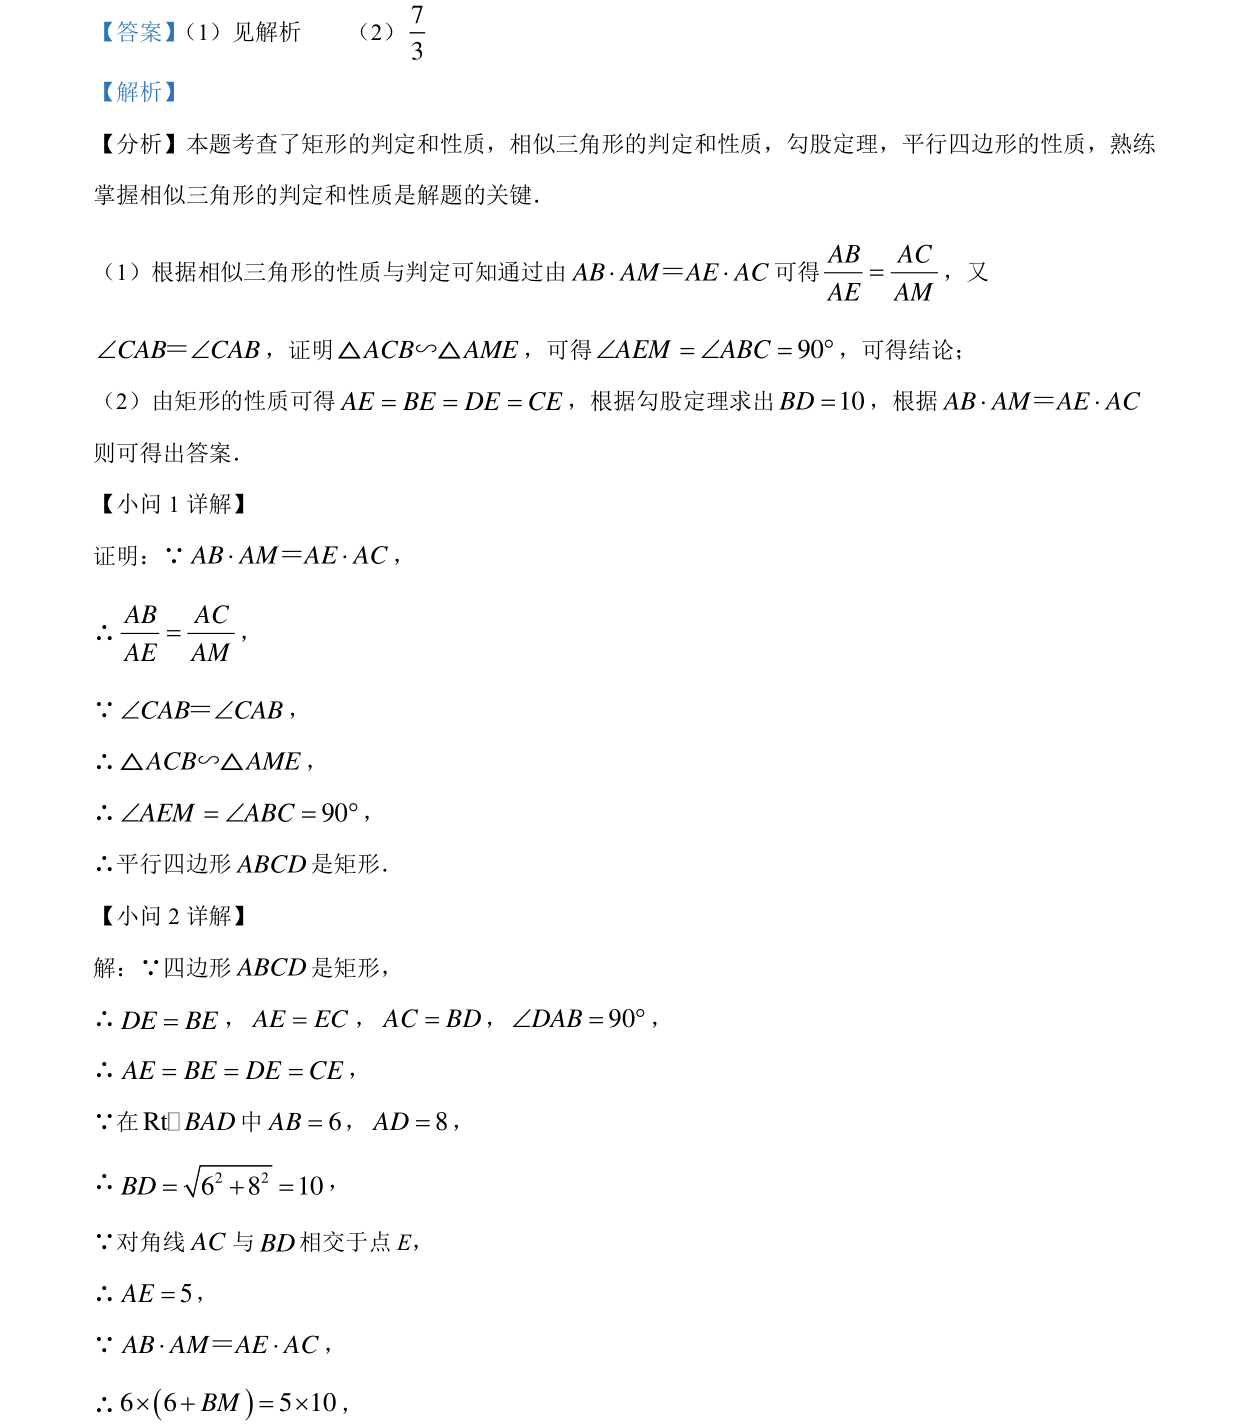 【答案】（1）见解析 （2）7/3
【解析】
【分析】本题考查了矩形的判定和性质，相似三角形的判定和性质，勾股定理，平行四边形的性质，熟练
掌握相似三角形的判定和性质是解题的关键．
（1）根据相似三角形的性质与判定可知通过由 AB·AM＝AE·AC 可得 AB/AE = AC/AM，又
∠CAB＝∠CAB，证明△ACB∽△AME，可得∠AEM = ∠ABC = 90°，可得结论；
（2）由矩形的性质可得 AE = BE = DE = CE，根据勾股定理求出 BD = 10，根据 AB·AM＝AE·AC
则可得出答案．
【小问 1 详解】
证明：∵ AB·AM＝AE·AC，
∴ AB/AE = AC/AM，
∵ ∠CAB＝∠CAB，
∴ △ACB∽△AME，
∴ ∠AEM = ∠ABC = 90°，
∴平行四边形 ABCD 是矩形．
【小问 2 详解】
解：∵四边形 ABCD 是矩形，
∴ DE = BE， AE = EC， AC = BD，∠DAB = 90°，
∴ AE = BE = DE = CE，
∵在 Rt□BAD 中 AB = 6， AD = 8，
∴ BD = √(6² + 8²) = 10，
∵对角线 AC 与 BD 相交于点 E，
∴ AE = 5，
∵ AB·AM＝AE·AC，
∴ 6×(6 + BM) = 5×10，